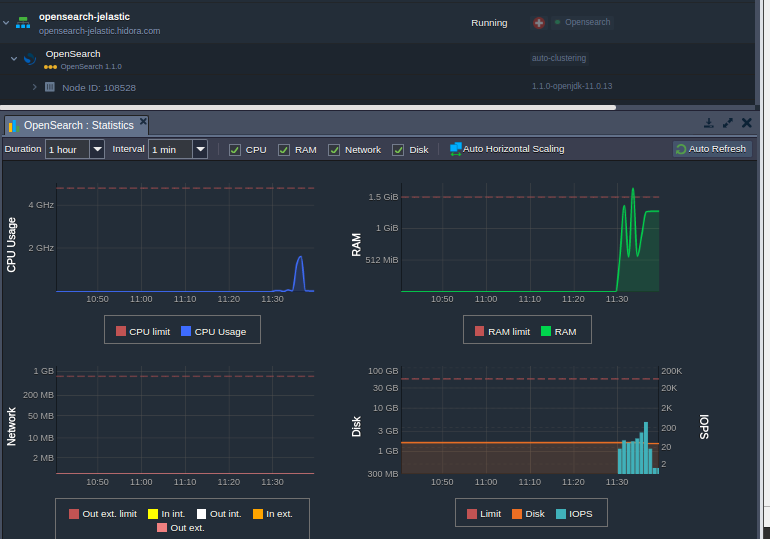 opensearch-jelastic
opensearch-jelastic.hidora.com
Running
Opensearch
OpenSearch
OpenSearch 1.1.0
auto-clustering
Node ID: 108528
1.1.0-openjdk-11.0.13
OpenSearch : Statistics
Duration 1 hour Interval 1 min CPU RAM Network Disk Auto Horizontal Scaling Auto Refresh
CPU Usage
4 GHz
2 GHz
10:50 11:00 11:10 11:20 11:30
CPU limit CPU Usage
RAM
1.5 GiB
1 GiB
512 MiB
10:50 11:00 11:10 11:20 11:30
RAM limit RAM
Network
1 GB
200 MB
50 MB
10 MB
2 MB
10:50 11:00 11:10 11:20 11:30
Out ext. limit In int. Out int. In ext.
Out ext.
Disk
100 GB
30 GB
10 GB
3 GB
1 GB
300 MB
200K
20K
2K
200
20
2
IOPS
10:50 11:00 11:10 11:20 11:30
Limit Disk IOPS